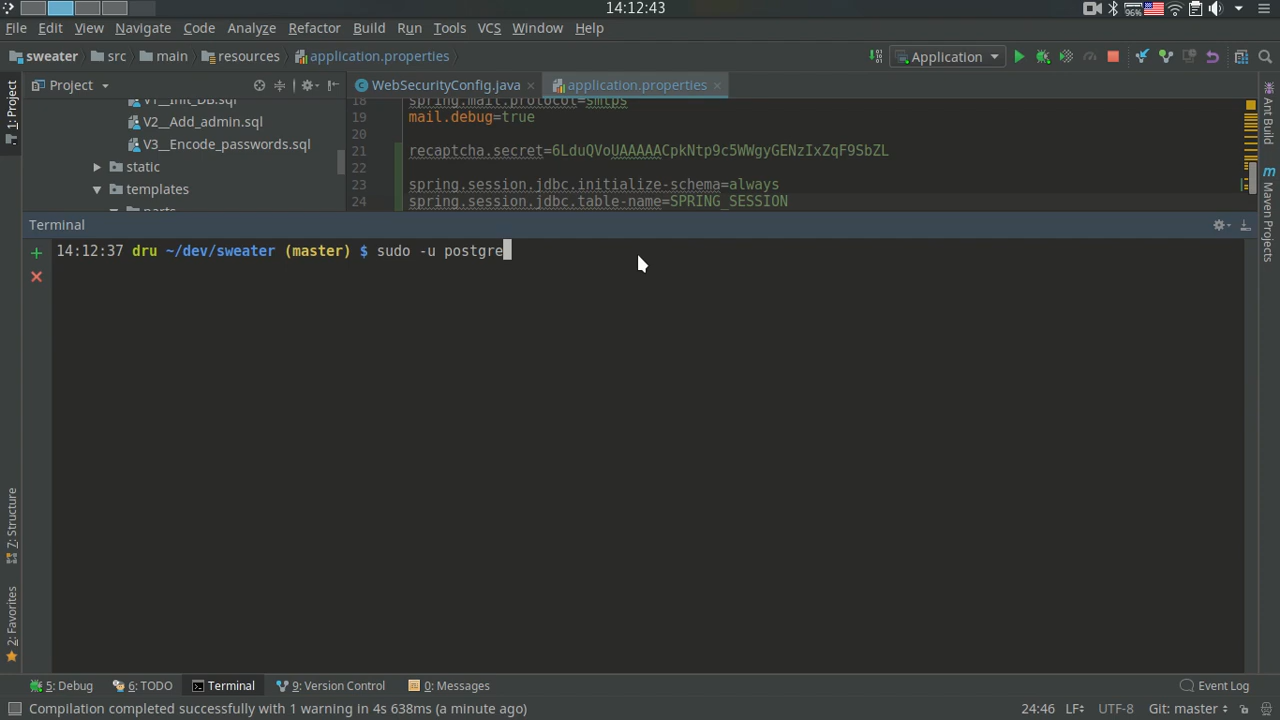 14:12:43
96%
File Edit View Navigate Code Analyze Refactor Build Run Tools VCS Window Help
sweater src main resources application.properties Application
Project WebSecurityConfig.java application.properties
1: Project
V1__Init_DB.sql
V2__Add_admin.sql
V3__Encode_passwords.sql
static
templates
parts
18 spring.mail.protocol=smtps
19 mail.debug=true
20
21 recaptcha.secret=6LduQVoUAAAAACpkNtp9c5WWgyGENzIxZqF9SbZL
22
23 spring.session.jdbc.initialize-schema=always
24 spring.session.jdbc.table-name=SPRING_SESSION
Ant Build
Maven Projects
Terminal
14:12:37 dru ~/dev/sweater (master) $ sudo -u postgre
7: Structure
2: Favorites
5: Debug 6: TODO Terminal 9: Version Control 0: Messages Event Log
Compilation completed successfully with 1 warning in 4s 638ms (a minute ago) 24:46 LF UTF-8 Git: master